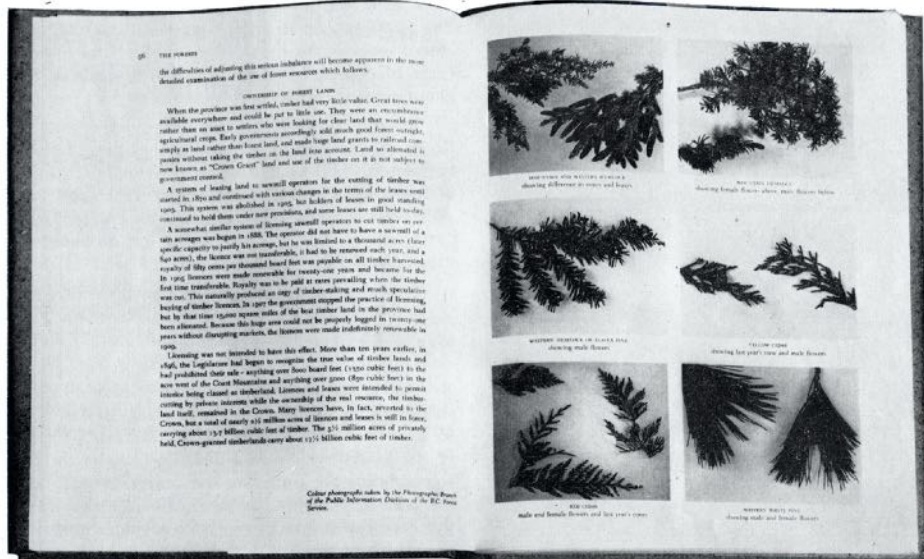 96 THE FORESTS
the difficulties of adjusting this serious imbalance will become apparent in the more
detailed examination of the use of forest resources which follows.
OWNERSHIP OF FOREST LANDS
When the province was first settled, timber had very little value. Great trees were
available everywhere and could be put to little use. They were an encumbrance
rather than an asset to settlers who were looking for clear land that would grow
agricultural crops. Early governments accordingly sold much good forest outright,
simply as land rather than forest land, and made huge land grants to railroad com-
panies without taking the timber on the land into account. Land so alienated is
now known as "Crown Grant" land and use of the timber on it is not subject to
government control.
A system of leasing land to sawmill operators for the cutting of timber was
started in 1870 and continued with various changes in the terms of the leases until
1905. This system was abolished in 1905, but holders of leases in good standing
continued to hold them under new provisions, and some leases are still held to-day.
A somewhat similar system of licensing sawmill operators to cut timber on cer-
tain acreages was begun in 1888. The operator did not have to have a sawmill of a
specific capacity to justify his acreage, but he was limited to a thousand acres (later
640 acres), the licence was not transferable, it had to be renewed each year, and a
royalty of fifty cents per thousand board feet was payable on all timber harvested.
In 1905 licences were made renewable for twenty-one years and became for the
first time transferable. Royalty was to be paid at rates prevailing when the timber
was cut. This naturally produced an orgy of timber-staking and much speculative
buying of timber licences. In 1907 the government stopped the practice of licensing,
but by that time 15,000 square miles of the best timber land in the province had
been alienated. Because this huge area could not be properly logged in twenty-one
years without disrupting markets, the licences were made indefinitely renewable in
1909.
Licensing was not intended to have this effect. More than ten years earlier, in
1896, the Legislature had begun to recognize the true value of timber lands and
had prohibited their sale – anything over 8000 board feet (1350 cubic feet) to the
acre west of the Coast Mountains and anything over 5000 (850 cubic feet) in the
interior being classed as timberland. Licences and leases were intended to permit
cutting by private interests while the ownership of the real resource, the timber-
land itself, remained in the Crown. Many licences have, in fact, reverted to the
Crown, but a total of nearly 2½ million acres of licences and leases is still in force,
carrying about 13.7 billion cubic feet of timber. The 3½ million acres of privately
held, Crown-granted timberlands carry about 12½ billion cubic feet of timber.
Colour photographs taken by the Photographic Branch
of the Public Information Division of the B.C. Forest
Service.
MOUNTAIN AND WESTERN HEMLOCK
showing difference in cones and leaves
showing female flowers above, male flowers below
showing male flowers
YELLOW CEDAR
showing last year's cone and male flowers
RED CEDAR
male and female flowers and last year's cones
WESTERN WHITE PINE
showing male and female flowers